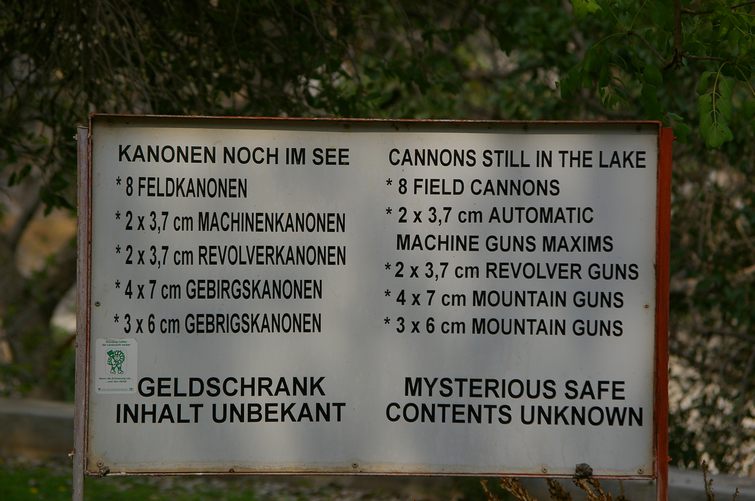 KANONEN NOCH IM SEE
* 8 FELDKANONEN
* 2 x 3,7 cm MACHINENKANONEN
* 2 x 3,7 cm REVOLVERKANONEN
* 4 x 7 cm GEBIRGSKANONEN
* 3 x 6 cm GEBRIGSKANONEN
GELDSCHRANK
INHALT UNBEKANT
CANNONS STILL IN THE LAKE
* 8 FIELD CANNONS
* 2 x 3,7 cm AUTOMATIC
MACHINE GUNS MAXIMS
* 2 x 3,7 cm REVOLVER GUNS
* 4 x 7 cm MOUNTAIN GUNS
* 3 x 6 cm MOUNTAIN GUNS
MYSTERIOUS SAFE
CONTENTS UNKNOWN